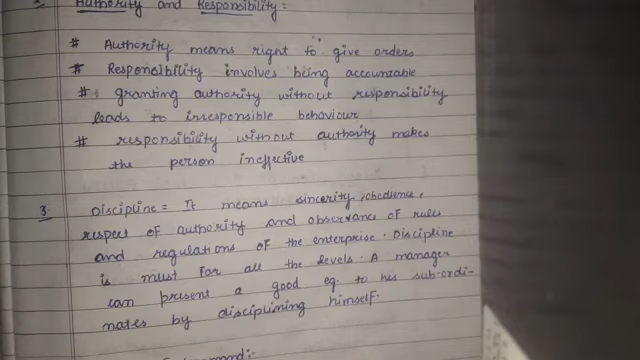 2. Authority and Responsibility :
# Authority means right to give orders
# Responsibility involves being accountable
# granting authority without responsibility
leads to irresponsible behaviour
# responsibility without authority makes
the person ineffective
3. Discipline = It means sincerity, obedience,
respect of authority and observance of rules
and regulations of the enterprise. Discipline
is must for all the levels. A manager
can present a good eg. to his sub-ordi-
nates by disciplining himself.
command :-